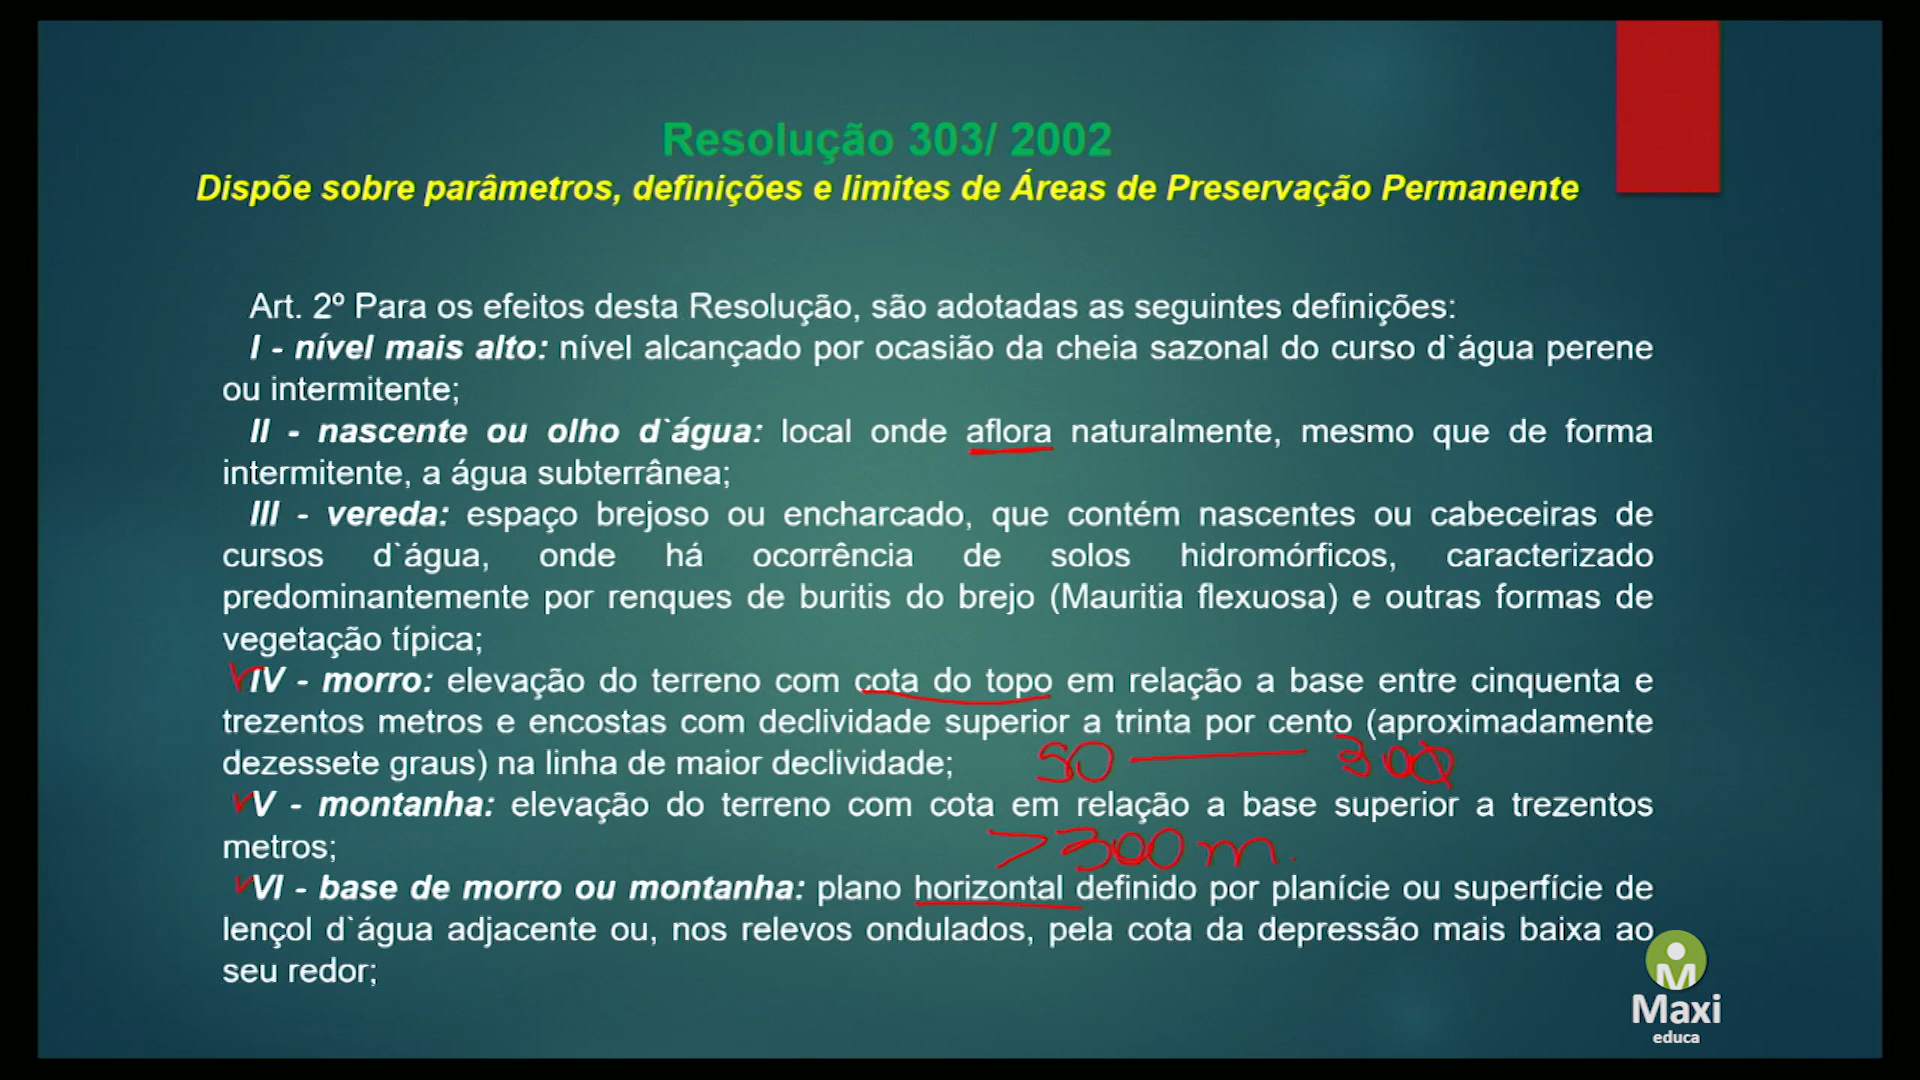 Resolução 303/ 2002
Dispõe sobre parâmetros, definições e limites de Áreas de Preservação Permanente
Art. 2º Para os efeitos desta Resolução, são adotadas as seguintes definições:
I - nível mais alto: nível alcançado por ocasião da cheia sazonal do curso d`água perene
ou intermitente;
II - nascente ou olho d`água: local onde aflora naturalmente, mesmo que de forma
intermitente, a água subterrânea;
III - vereda: espaço brejoso ou encharcado, que contém nascentes ou cabeceiras de
cursos d`água, onde há ocorrência de solos hidromórficos, caracterizado
predominantemente por renques de buritis do brejo (Mauritia flexuosa) e outras formas de
vegetação típica;
IV - morro: elevação do terreno com cota do topo em relação a base entre cinquenta e
trezentos metros e encostas com declividade superior a trinta por cento (aproximadamente
dezessete graus) na linha de maior declividade;
50 — 300
V - montanha: elevação do terreno com cota em relação a base superior a trezentos
metros;
>300 m.
VI - base de morro ou montanha: plano horizontal definido por planície ou superfície de
lençol d`água adjacente ou, nos relevos ondulados, pela cota da depressão mais baixa ao
seu redor;
M
Maxi
educa